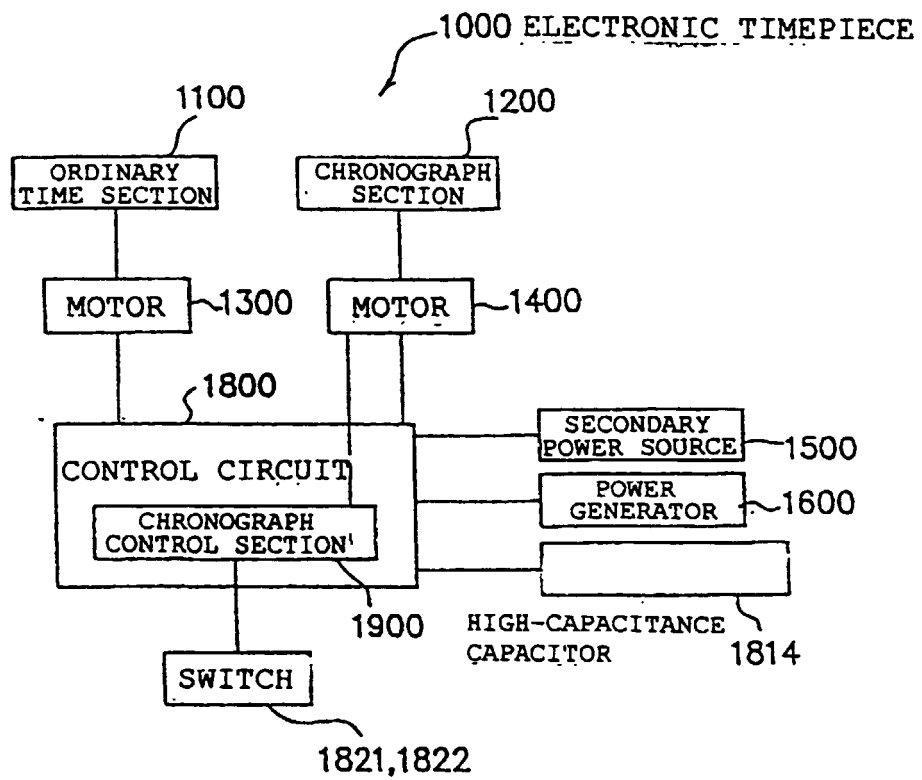 1000 ELECTRONIC TIMEPIECE
1100
1200
ORDINARY
TIME SECTION
CHRONOGRAPH
SECTION
MOTOR
1300
MOTOR
1400
1800
CONTROL CIRCUIT
CHRONOGRAPH
CONTROL SECTION
1900
SECONDARY
POWER SOURCE
1500
POWER
GENERATOR
1600
HIGH-CAPACITANCE
CAPACITOR
1814
SWITCH
1821,1822